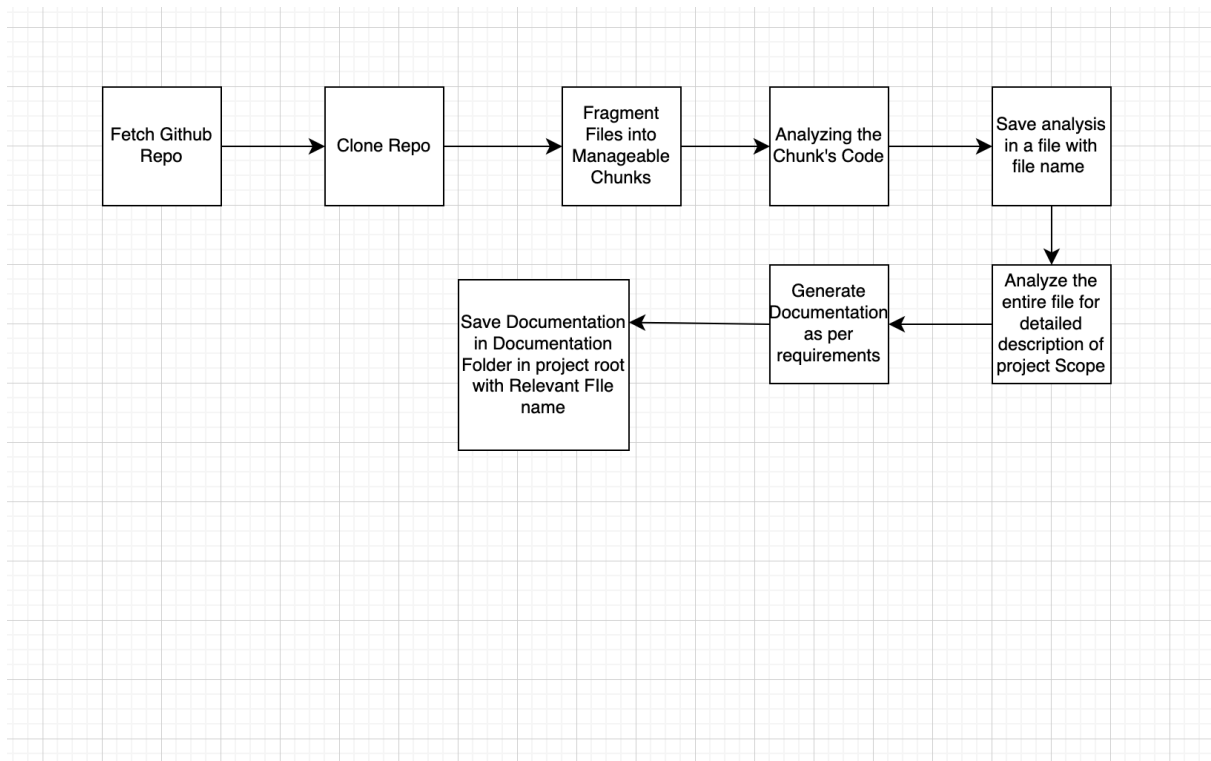 Fetch Github
Repo
Clone Repo
Fragment
Files into
Manageable
Chunks
Analyzing the
Chunk's Code
Save analysis
in a file with
file name
Analyze the
entire file for
detailed
description of
project Scope
Generate
Documentation
as per
requirements
Save Documentation
in Documentation
Folder in project root
with Relevant FIle
name